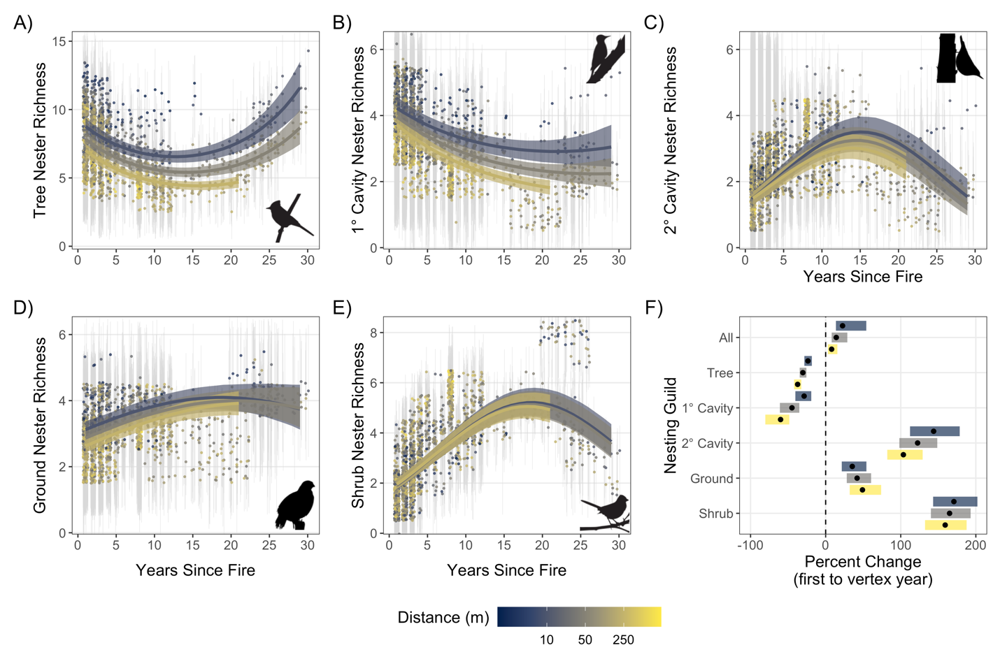 A)
Tree Nester Richness
15
10
5
0
0 5 10 15 20 25 30
B)
1° Cavity Nester Richness
6
4
2
0
0 5 10 15 20 25 30
C)
2° Cavity Nester Richness
6
4
2
0
0 5 10 15 20 25 30
Years Since Fire
D)
Ground Nester Richness
6
4
2
0
0 5 10 15 20 25 30
Years Since Fire
E)
Shrub Nester Richness
8
6
4
2
0
0 5 10 15 20 25 30
Years Since Fire
F)
Nesting Guild
All
Tree
1° Cavity
2° Cavity
Ground
Shrub
-100 0 100 200
Percent Change
(first to vertex year)
Distance (m)
10 50 250